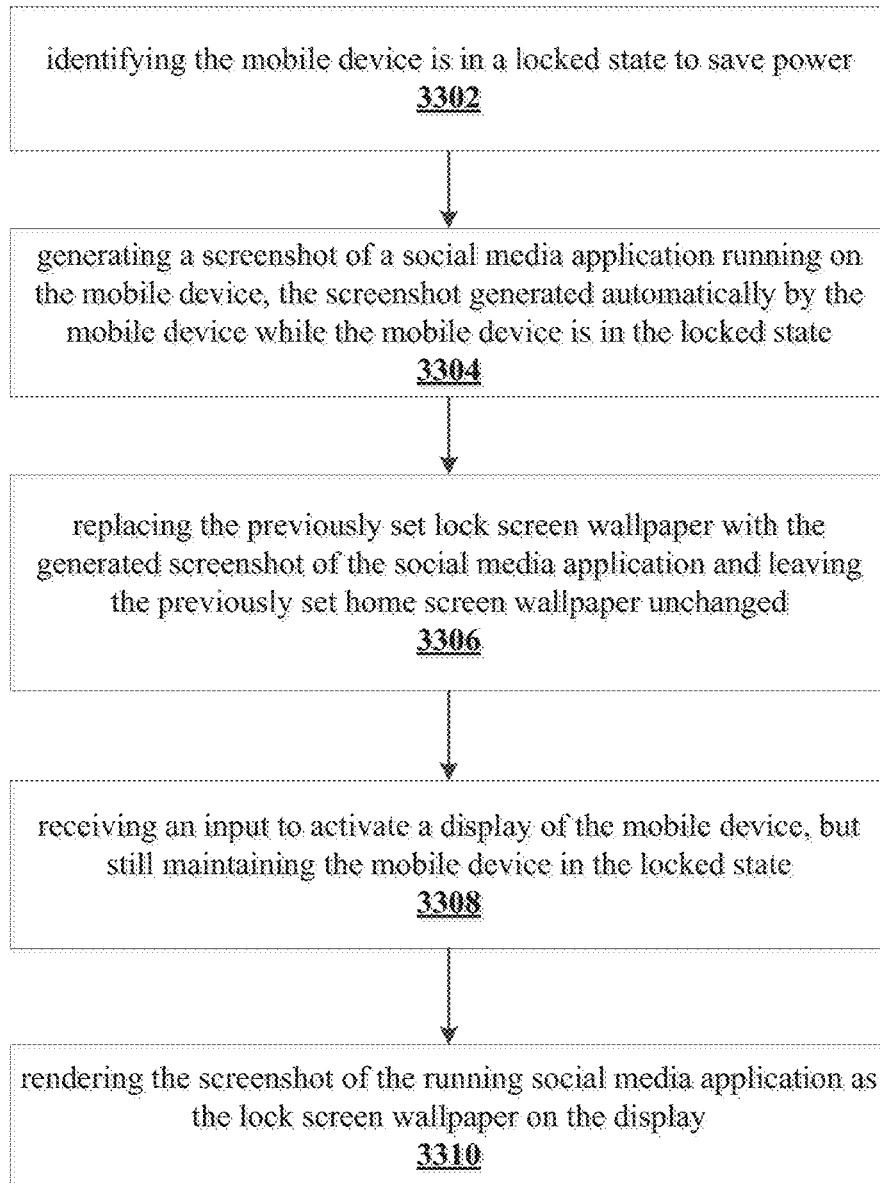 identifying the mobile device is in a locked state to save power
3302
generating a screenshot of a social media application running on
the mobile device, the screenshot generated automatically by the
mobile device while the mobile device is in the locked state
3304
replacing the previously set lock screen wallpaper with the
generated screenshot of the social media application and leaving
the previously set home screen wallpaper unchanged
3306
receiving an input to activate a display of the mobile device, but
still maintaining the mobile device in the locked state
3308
rendering the screenshot of the running social media application as
the lock screen wallpaper on the display
3310